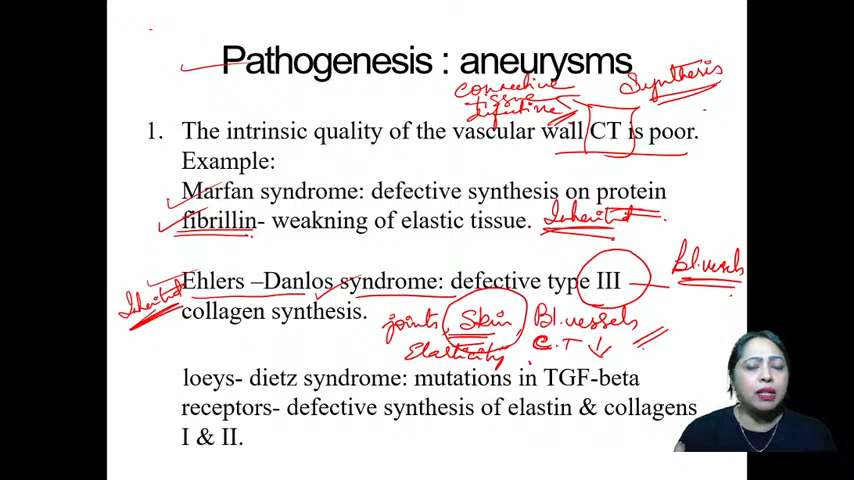 Pathogenesis : aneurysms
connective
tissue
defective
Synthesis
1. The intrinsic quality of the vascular wall CT is poor.
Example:
Marfan syndrome: defective synthesis on protein
fibrillin- weakning of elastic tissue. Inherited
Ehlers –Danlos syndrome: defective type III Bl.vessels
Inherited
collagen synthesis.
joints, Skin, Bl.vessels
Elasticity C.T ↓
loeys- dietz syndrome: mutations in TGF-beta
receptors- defective synthesis of elastin & collagens
I & II.